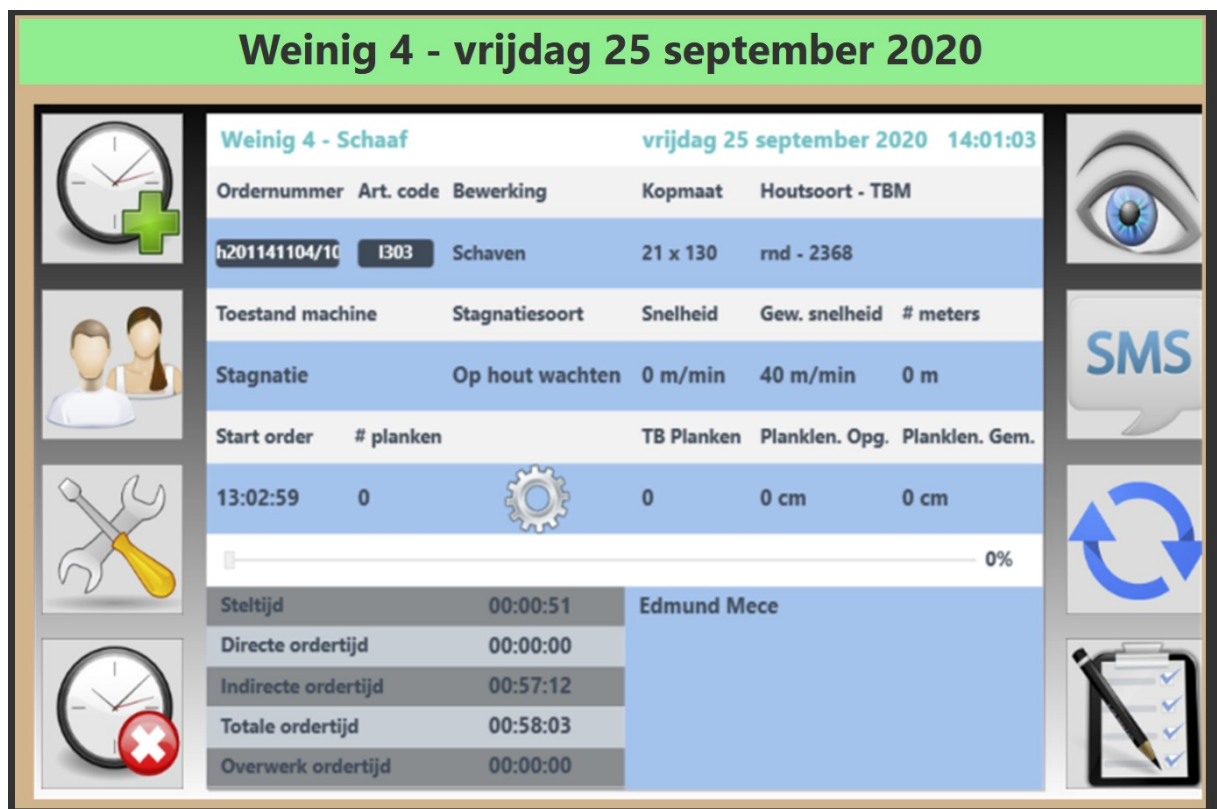 Weinig 4 - vrijdag 25 september 2020
Weinig 4 - Schaaf vrijdag 25 september 2020 14:01:03
Ordernummer Art. code Bewerking Kopmaat Houtsoort - TBM
h201141104/10 I303 Schaven 21 x 130 rnd - 2368
Toestand machine Stagnatiesoort Snelheid Gew. snelheid # meters
Stagnatie Op hout wachten 0 m/min 40 m/min 0 m
SMS
Start order # planken TB Planken Planklen. Opg. Planklen. Gem.
13:02:59 0 0 0 cm 0 cm
0%
Steltijd 00:00:51 Edmund Mece
Directe ordertijd 00:00:00
Indirecte ordertijd 00:57:12
Totale ordertijd 00:58:03
Overwerk ordertijd 00:00:00